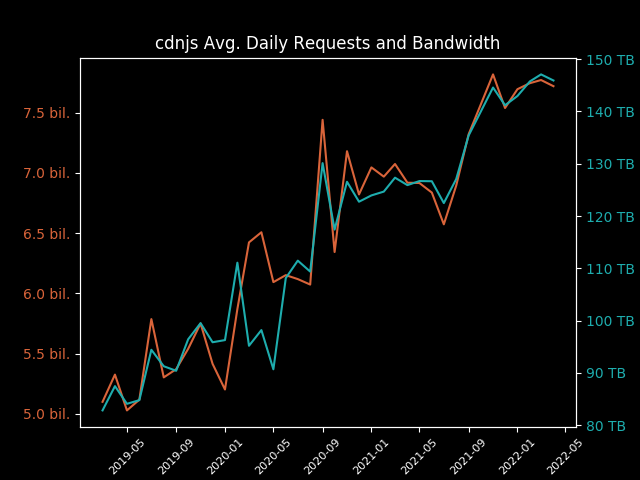 cdnjs Avg. Daily Requests and Bandwidth
7.5 bil.
7.0 bil.
6.5 bil.
6.0 bil.
5.5 bil.
5.0 bil.
150 TB
140 TB
130 TB
120 TB
110 TB
100 TB
90 TB
80 TB
2019-05
2019-09
2020-01
2020-05
2020-09
2021-01
2021-05
2021-09
2022-01
2022-05